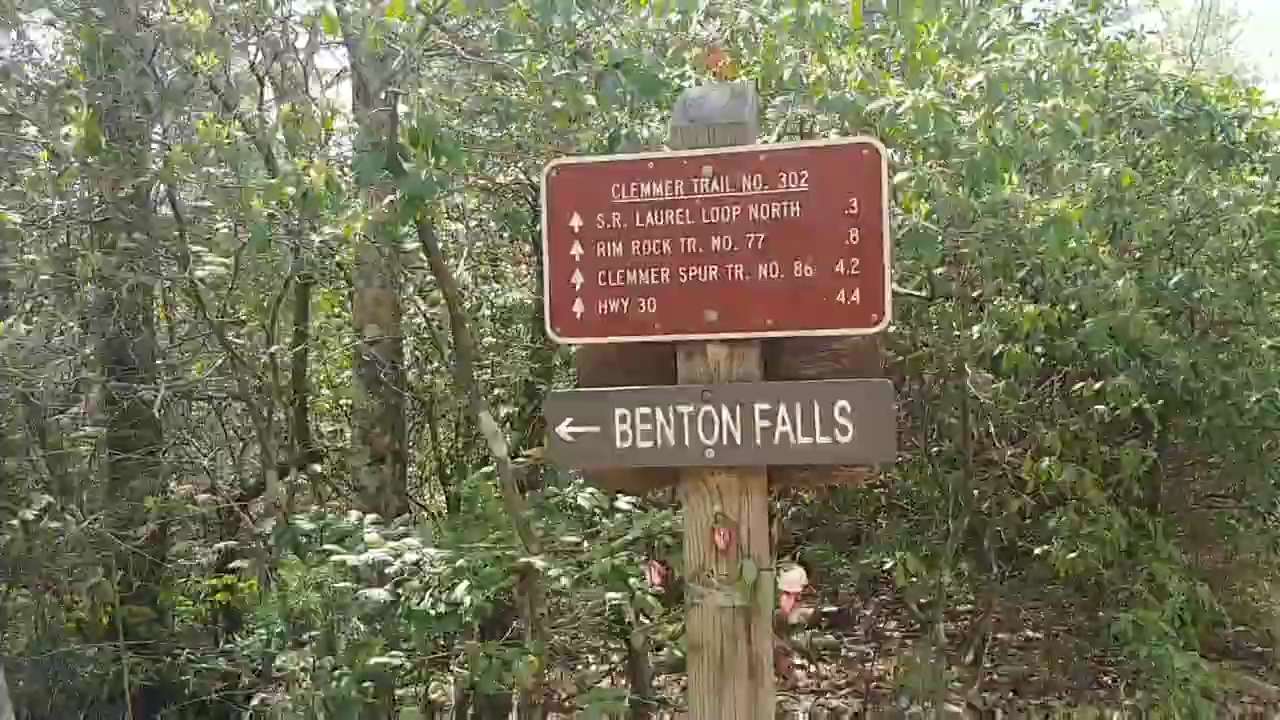 CLEMMER TRAIL NO. 302
S.R. LAUREL LOOP NORTH .3
RIM ROCK TR. NO. 77 .8
CLEMMER SPUR TR. NO. 86 4.2
HWY 30 4.4
← BENTON FALLS